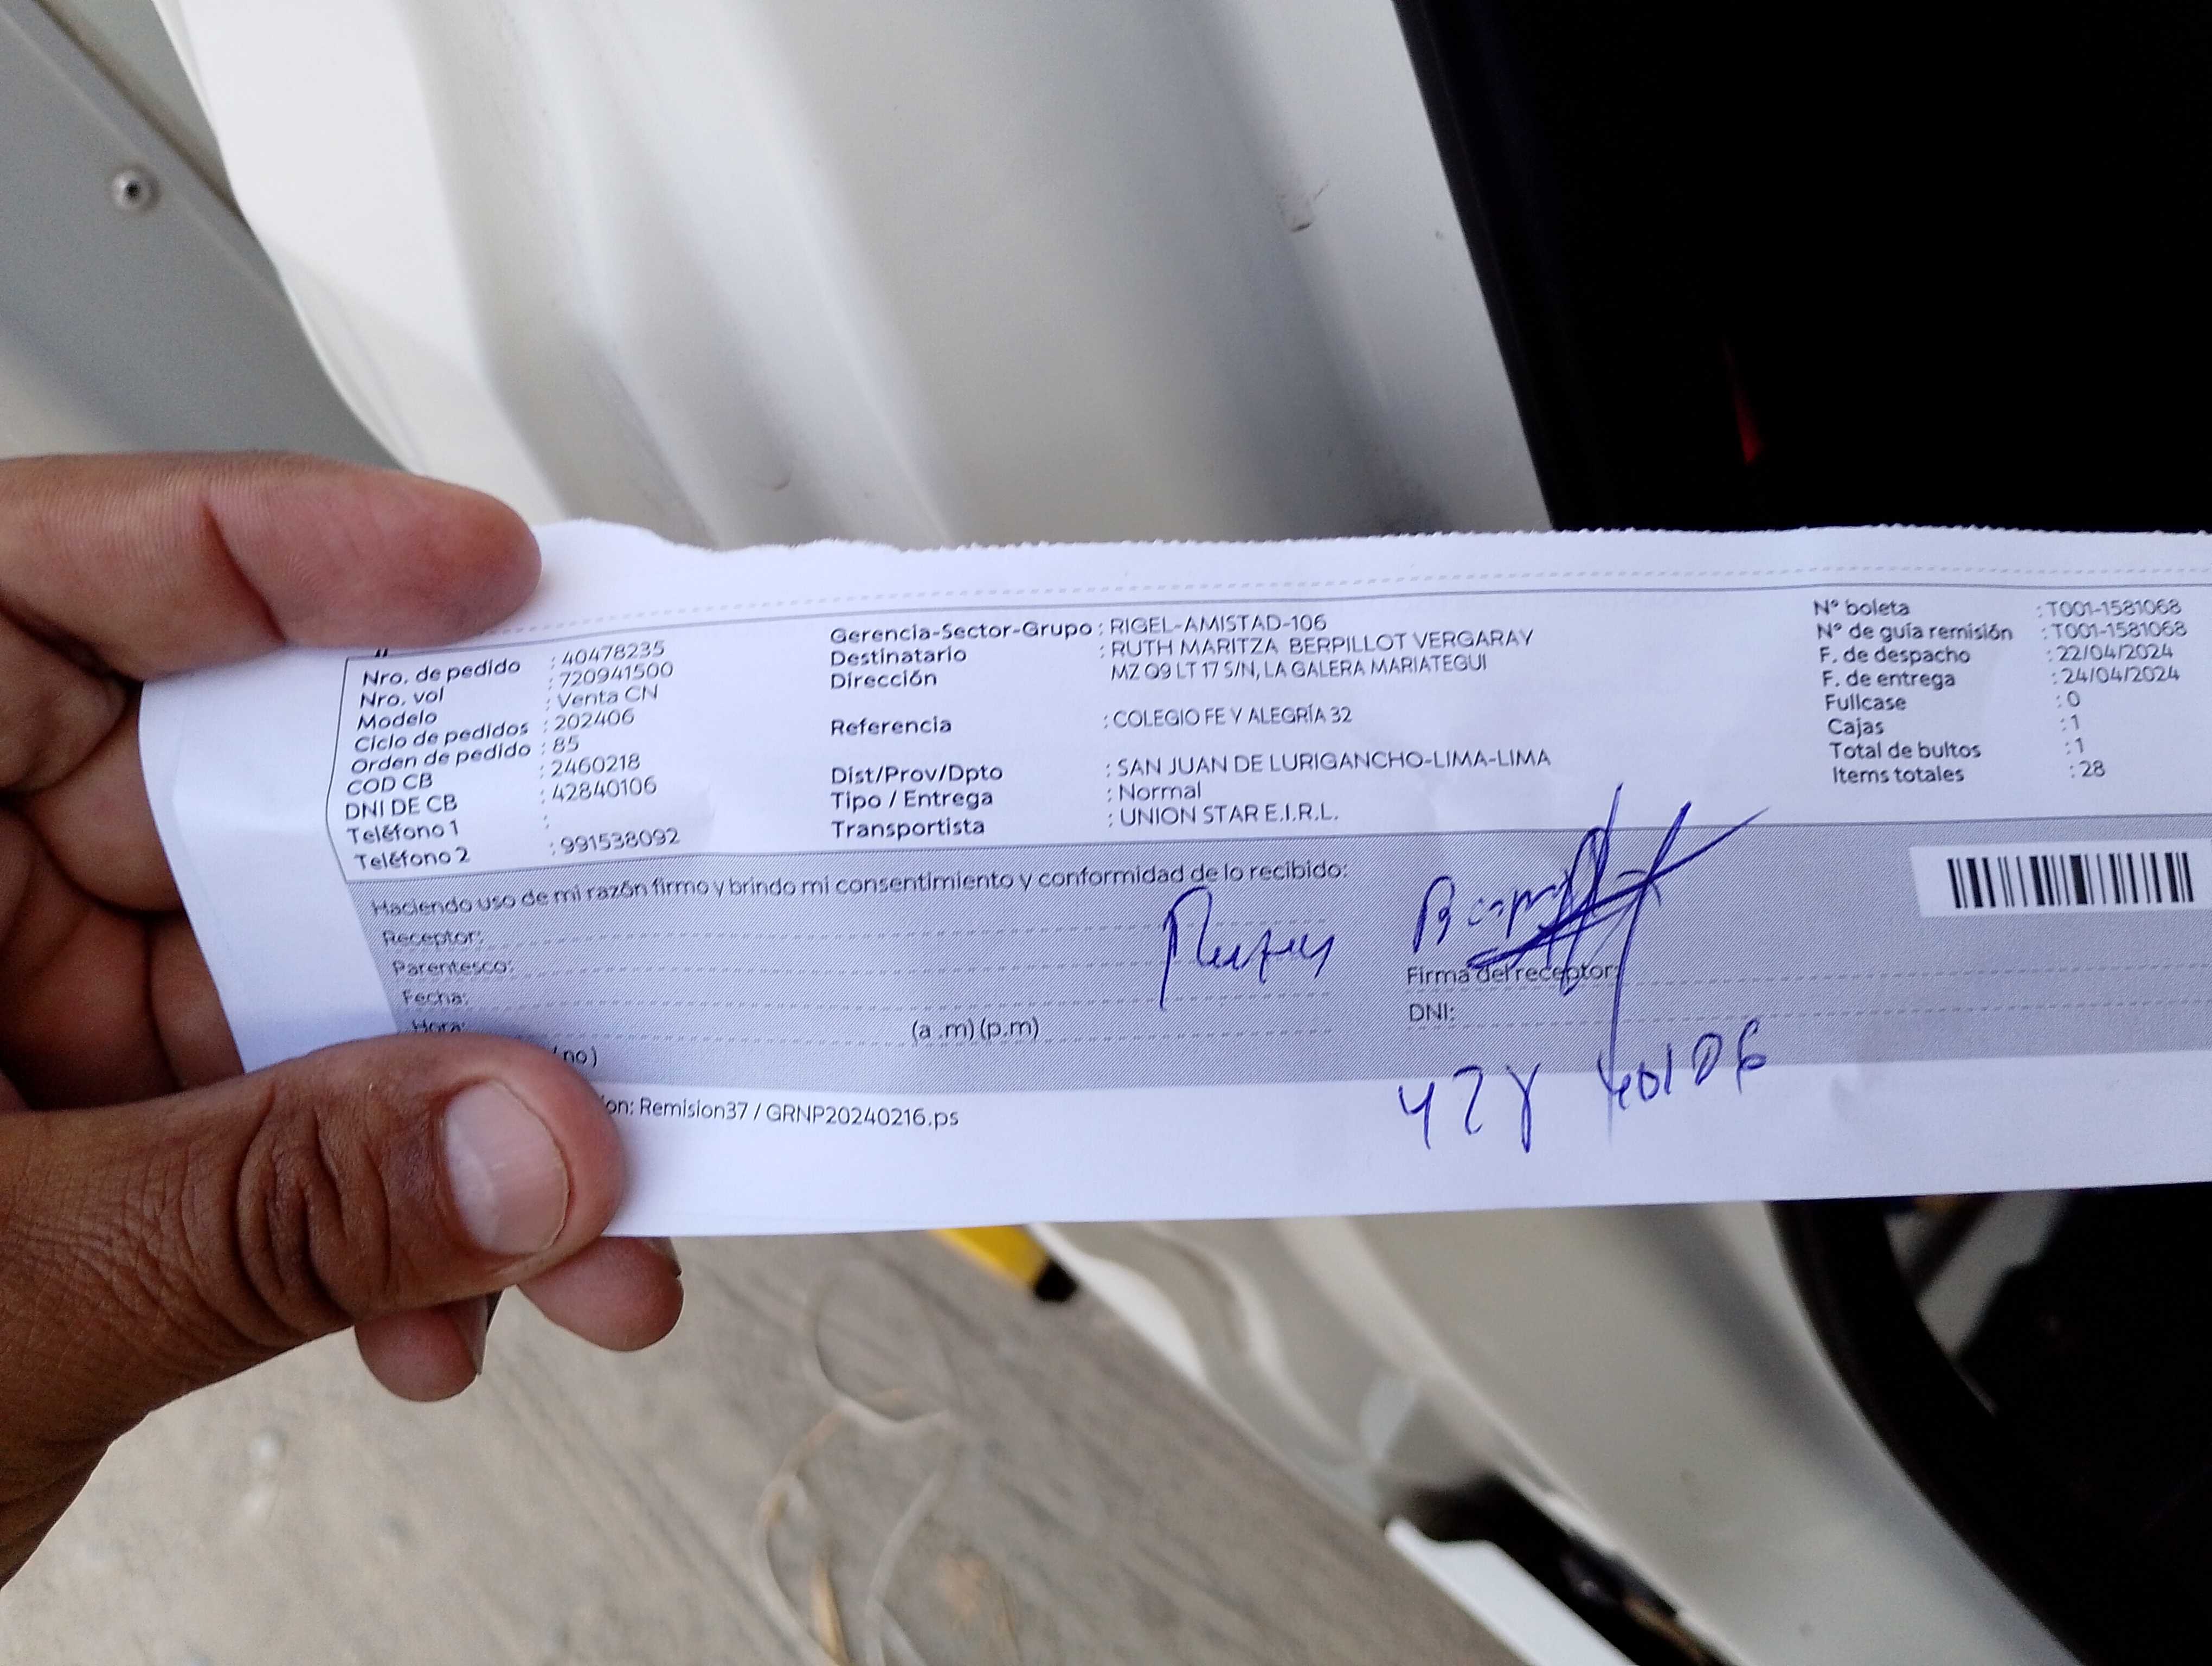 Nro. de pedido : 40478235
Nro. vol : 720941500
Modelo : Venta CN
Ciclo de pedidos : 202406
Orden de pedido : 85
COD CB : 2460218
DNI DE CB : 42840106
Teléfono 1 :
Teléfono 2 : 991538092
Gerencia-Sector-Grupo : RIGEL-AMISTAD-106
Destinatario : RUTH MARITZA BERPILLOT VERGARAY
Dirección MZ Q9 LT 17 S/N, LA GALERA MARIATEGUI
Referencia : COLEGIO FE Y ALEGRÍA 32
Dist/Prov/Dpto : SAN JUAN DE LURIGANCHO-LIMA-LIMA
Tipo / Entrega : Normal
Transportista : UNION STAR E.I.R.L.
N° boleta : T001-1581068
N° de guía remisión : T001-1581068
F. de despacho : 22/04/2024
F. de entrega : 24/04/2024
Fullcase : 0
Cajas : 1
Total de bultos : 1
Items totales : 28
Haciendo uso de mi razón firmo y brindo mi consentimiento y conformidad de lo recibido:
Receptor:
Parentesco:
Fecha:
Hora: (a .m) (p.m)
no)
Firma del receptor:
DNI:
42840106
on: Remision37 / GRNP20240216.ps